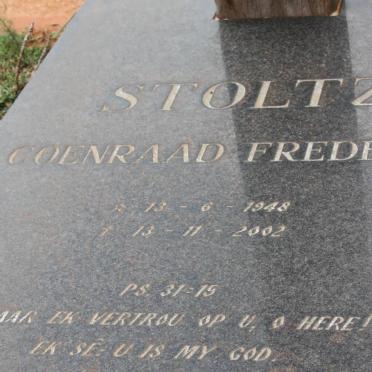 STOLTZ
COENRAAD FREDE
* 13 - 6 - 1948
† 13 - 11 - 2002
PS. 31:15
AAR EK VERTROU OP U, O HERE!
EK SÊ: U IS MY GOD.